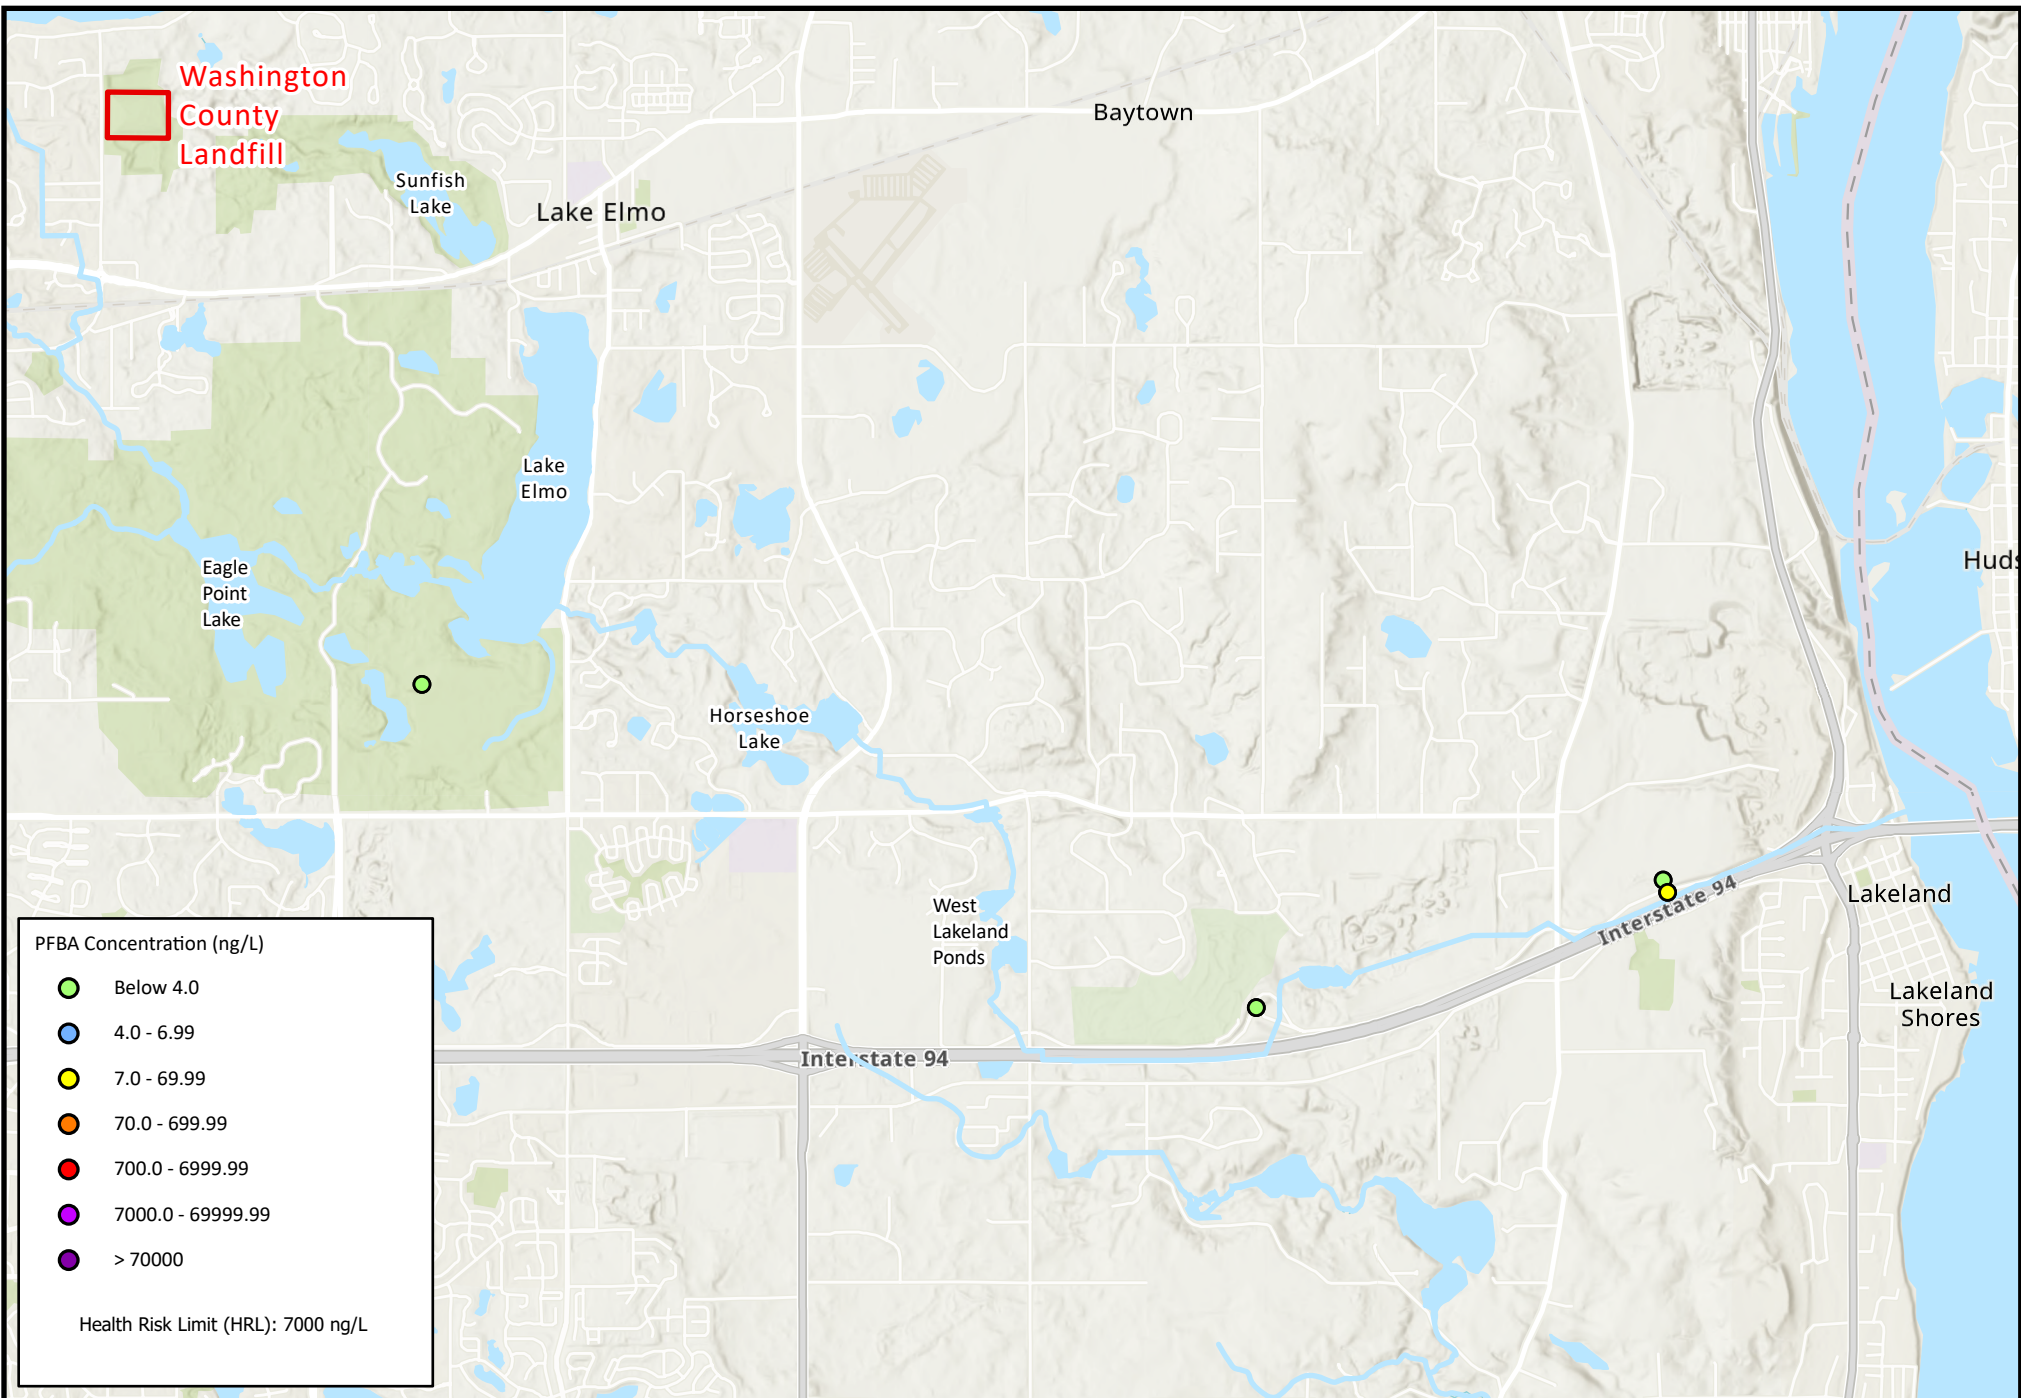 Washington
County
Landfill
Baytown
Sunfish
Lake
Lake Elmo
Lake
Elmo
Eagle
Point
Lake
Horseshoe
Lake
West
Lakeland
Ponds
Interstate 94
Interstate 94
Lakeland
Lakeland
Shores
Huds
PFBA Concentration (ng/L)
Below 4.0
4.0 - 6.99
7.0 - 69.99
70.0 - 699.99
700.0 - 6999.99
7000.0 - 69999.99
> 70000
Health Risk Limit (HRL): 7000 ng/L